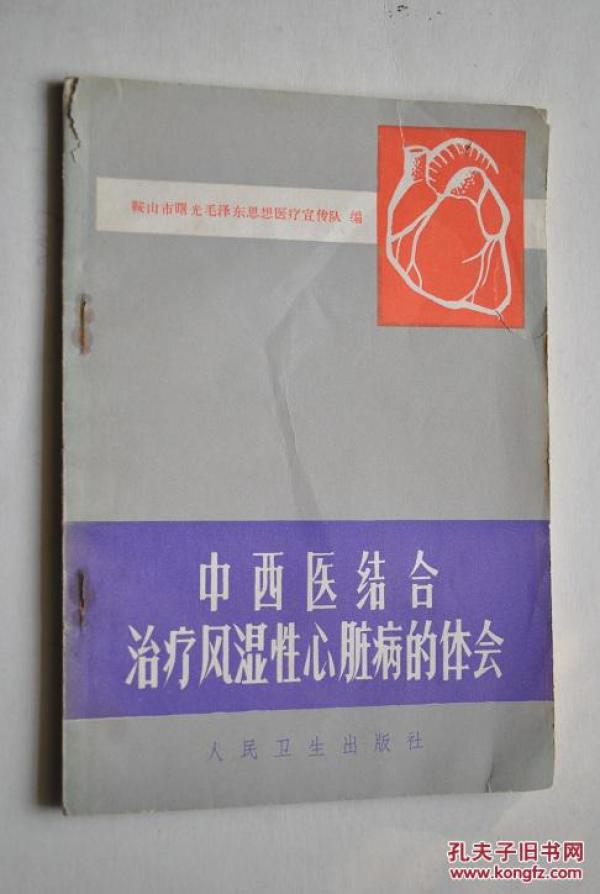 鞍山市曙光毛泽东思想医疗宣传队 编
中西医结合
治疗风湿性心脏病的体会
人民卫生出版社
孔夫子旧书网
www.kongfz.com